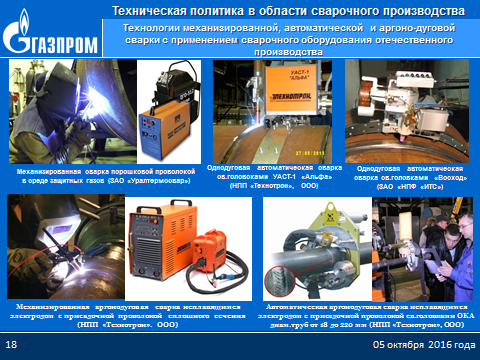 ГАЗПРОМ
Техническая политика в области сварочного производства
Технологии механизированной, автоматической и аргоно-дуговой
сварки с применением сварочного оборудования отечественного
производства
УАСТ-1
"АЛЬФА"
ТЕХНОТРОН
Механизированная сварка порошковой проволокой
в среде защитных газов (ЗАО «Уралтермосвар»)
Однодуговая автоматическая сварка
св.головоками УАСТ-1 «Альфа»
(НПП «Технотрон», ООО)
Однодуговая автоматическая
сварка св.головками «Восход»
(ЗАО «НПФ «ИТС»)
Механизированная аргонодуговая сварка неплавящимся
электродом с присадочной проволокой сплошного сечения
(НПП «Технотрон». ООО)
Автоматическая аргонодуговая сварка неплавящимся
электродом с присадочной проволокой св.головками ОКА
диам.труб от 18 до 220 мм (НПП «Технотрон», ООО)
18
05 октября 2016 года